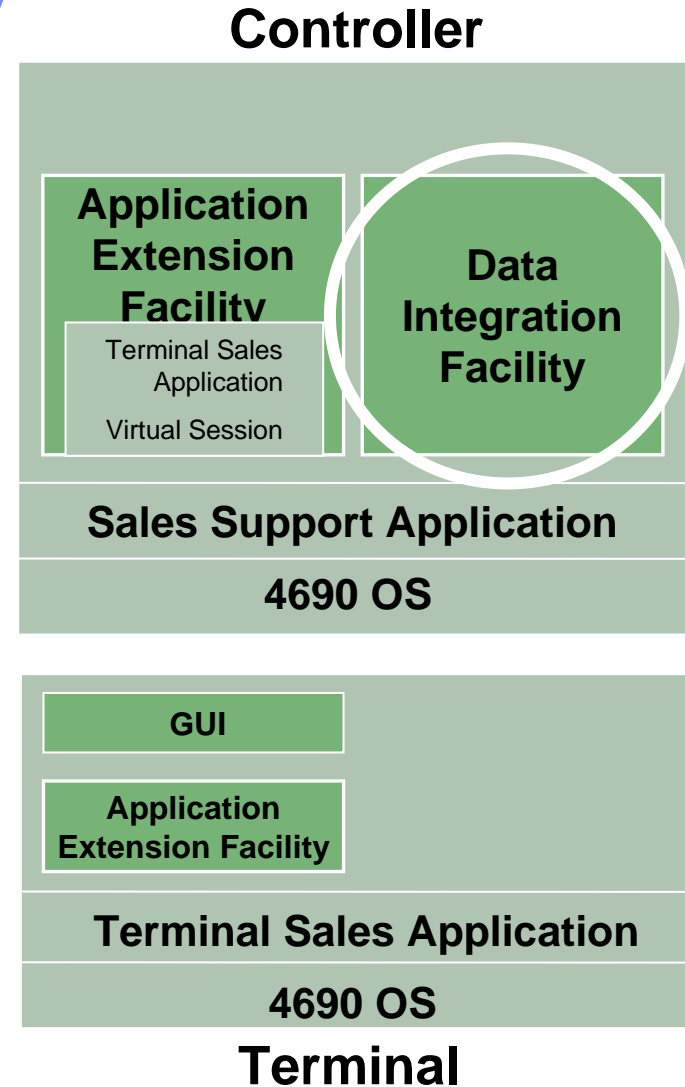 Controller
Application
Extension
Facility
Terminal Sales
Application
Virtual Session
Data
Integration
Facility
Sales Support Application
4690 OS
GUI
Application
Extension Facility
Terminal Sales Application
4690 OS
Terminal